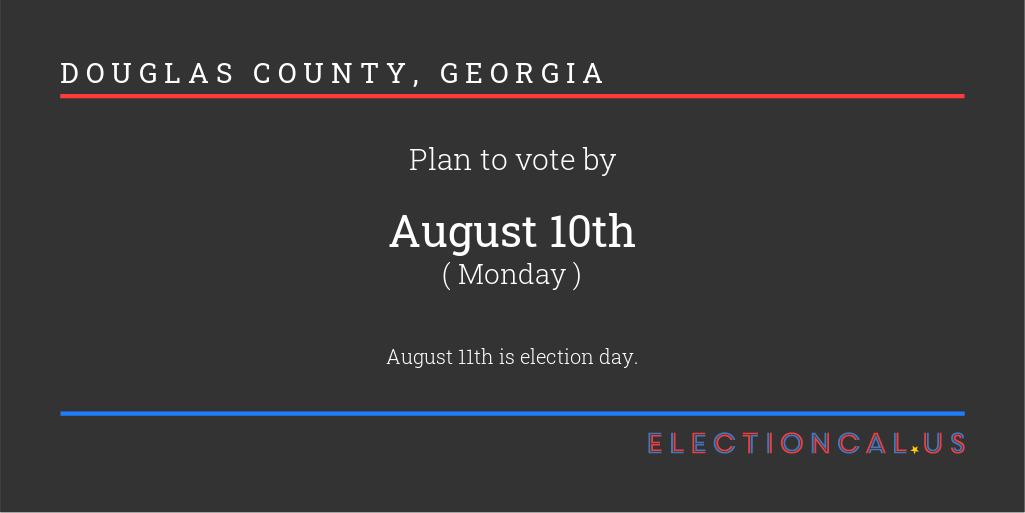 DOUGLAS COUNTY, GEORGIA
Plan to vote by
August 10th
( Monday )
August 11th is election day.
ELECTIONCAL.US